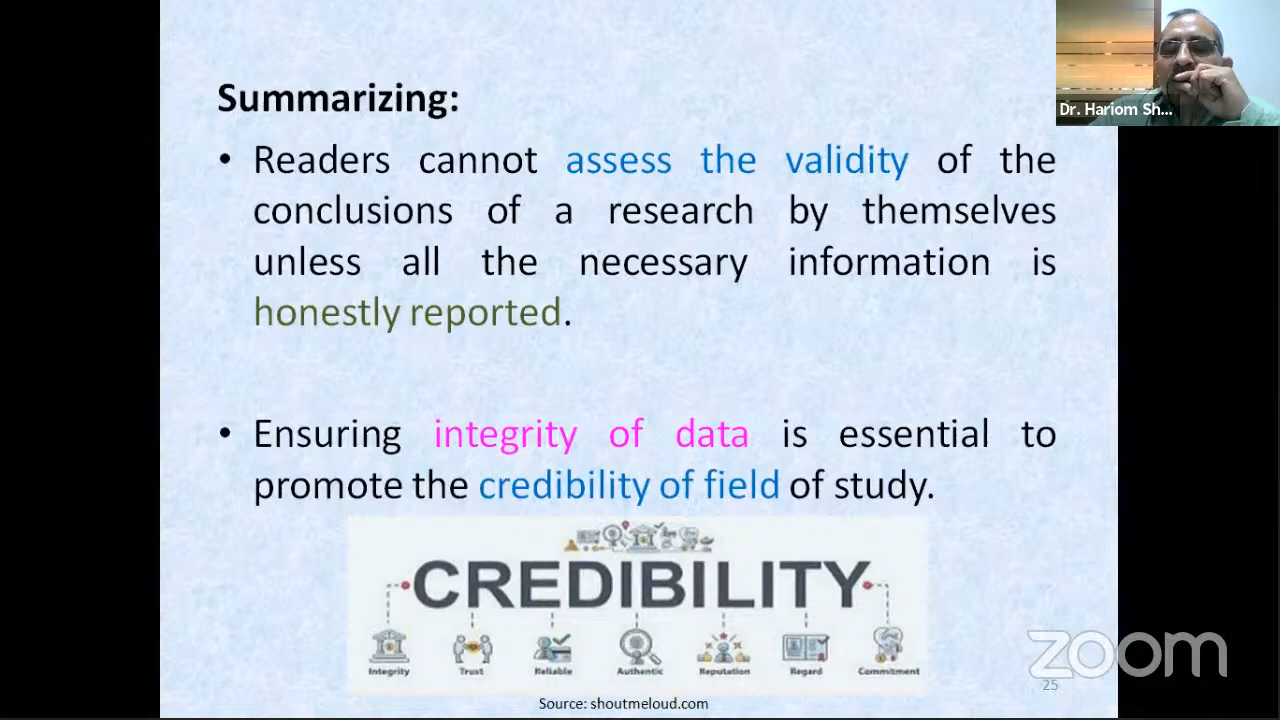 Summarizing:
Dr. Hariom Sh...
• Readers cannot assess the validity of the
conclusions of a research by themselves
unless all the necessary information is
honestly reported.
• Ensuring integrity of data is essential to
promote the credibility of field of study.
CREDIBILITY
Integrity Trust Reliable Authentic Reputation Regard Commitment
zoom
25
Source: shoutmeloud.com